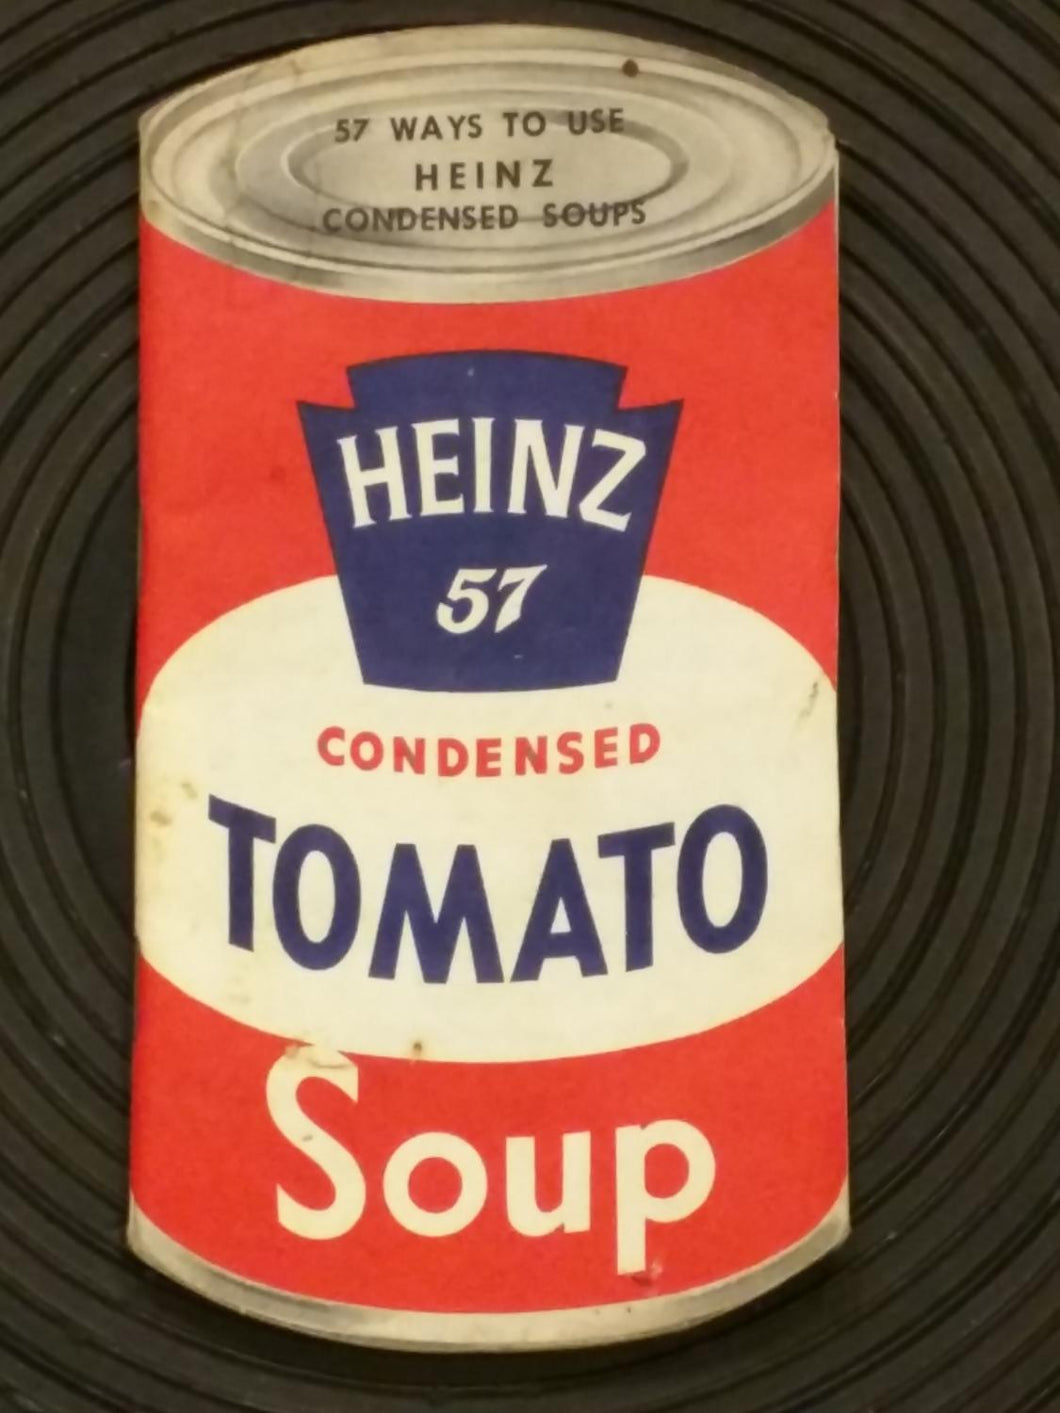 57 WAYS TO USE
HEINZ
CONDENSED SOUPS
HEINZ
57
CONDENSED
TOMATO
Soup